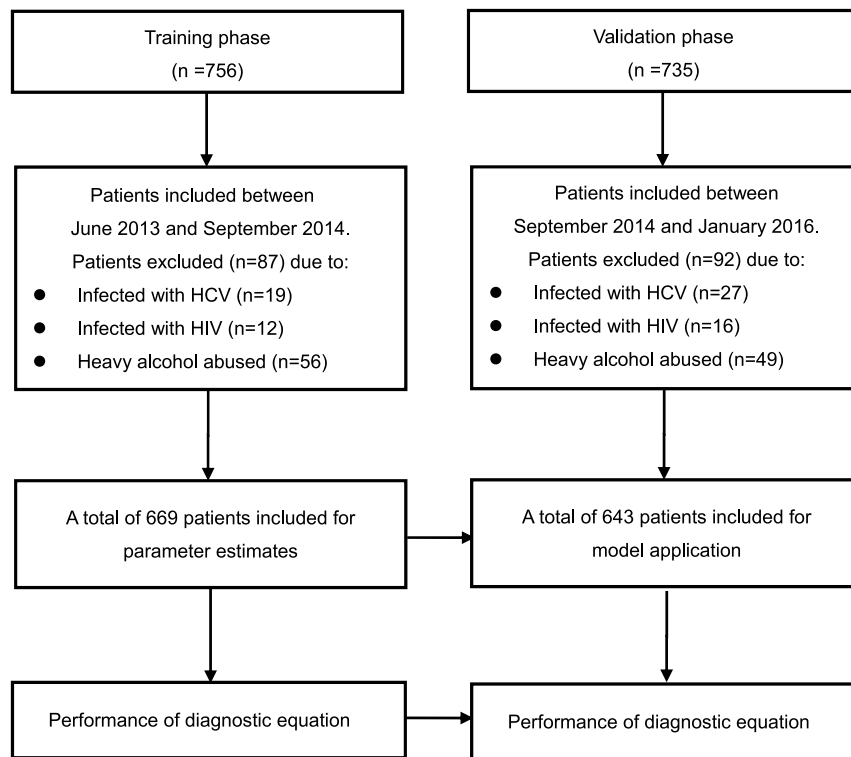 Training phase
(n =756)
Patients included between
June 2013 and September 2014.
Patients excluded (n=87) due to:
● Infected with HCV (n=19)
● Infected with HIV (n=12)
● Heavy alcohol abused (n=56)
A total of 669 patients included for
parameter estimates
Performance of diagnostic equation
Validation phase
(n =735)
Patients included between
September 2014 and January 2016.
Patients excluded (n=92) due to:
● Infected with HCV (n=27)
● Infected with HIV (n=16)
● Heavy alcohol abused (n=49)
A total of 643 patients included for
model application
Performance of diagnostic equation